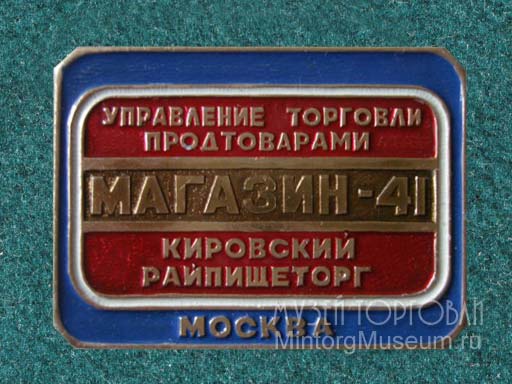 УПРАВЛЕНИЕ ТОРГОВЛИ
ПРОДТОВАРАМИ
МАГАЗИН-41
КИРОВСКИЙ
РАЙПИЩЕТОРГ
МОСКВА
МУЗЕЙ ТОРГОВЛИ
MintorgMuseum.ru